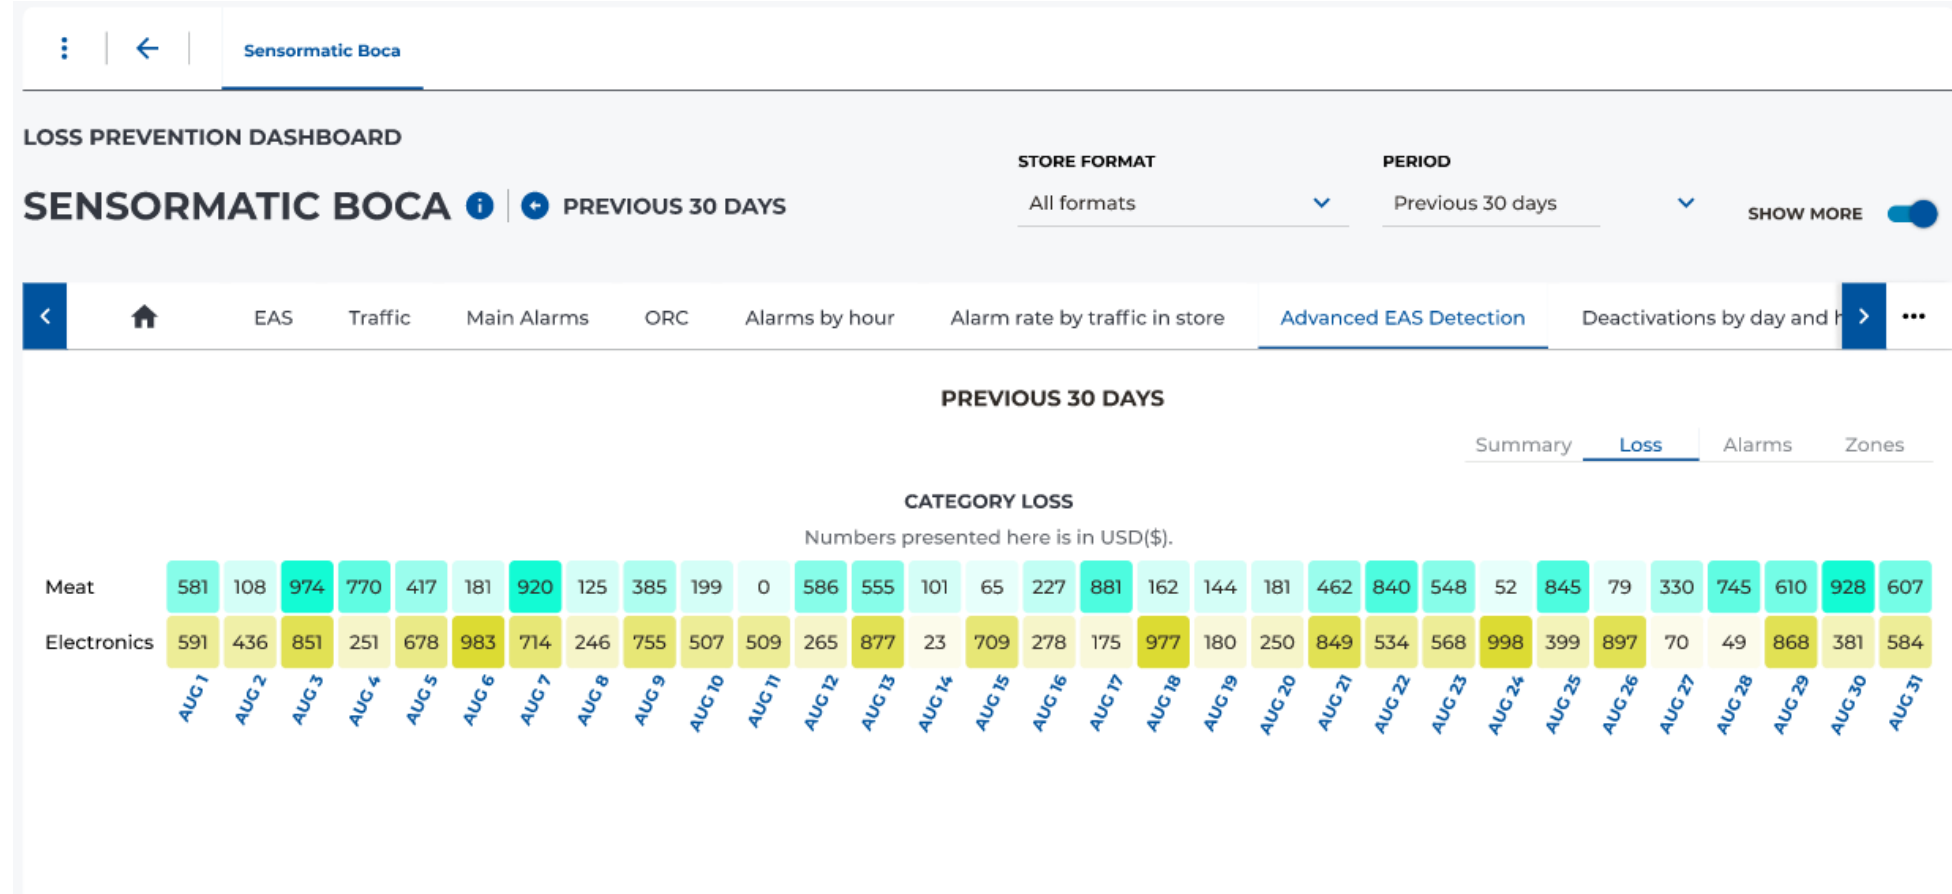 Sensormatic Boca
LOSS PREVENTION DASHBOARD
SENSORMATIC BOCA i PREVIOUS 30 DAYS
STORE FORMAT
All formats
PERIOD
Previous 30 days
SHOW MORE
EAS Traffic Main Alarms ORC Alarms by hour Alarm rate by traffic in store Advanced EAS Detection Deactivations by day and
PREVIOUS 30 DAYS
Summary Loss Alarms Zones
CATEGORY LOSS
Numbers presented here is in USD($).
Meat 581 108 974 770 417 181 920 125 385 199 0 586 555 101 65 227 881 162 144 181 462 840 548 52 845 79 330 745 610 928 607
Electronics 591 436 851 251 678 983 714 246 755 507 509 265 877 23 709 278 175 977 180 250 849 534 568 998 399 897 70 49 868 381 584
AUG 1 AUG 2 AUG 3 AUG 4 AUG 5 AUG 6 AUG 7 AUG 8 AUG 9 AUG 10 AUG 11 AUG 12 AUG 13 AUG 14 AUG 15 AUG 16 AUG 17 AUG 18 AUG 19 AUG 20 AUG 21 AUG 22 AUG 23 AUG 24 AUG 25 AUG 26 AUG 27 AUG 28 AUG 29 AUG 30 AUG 31